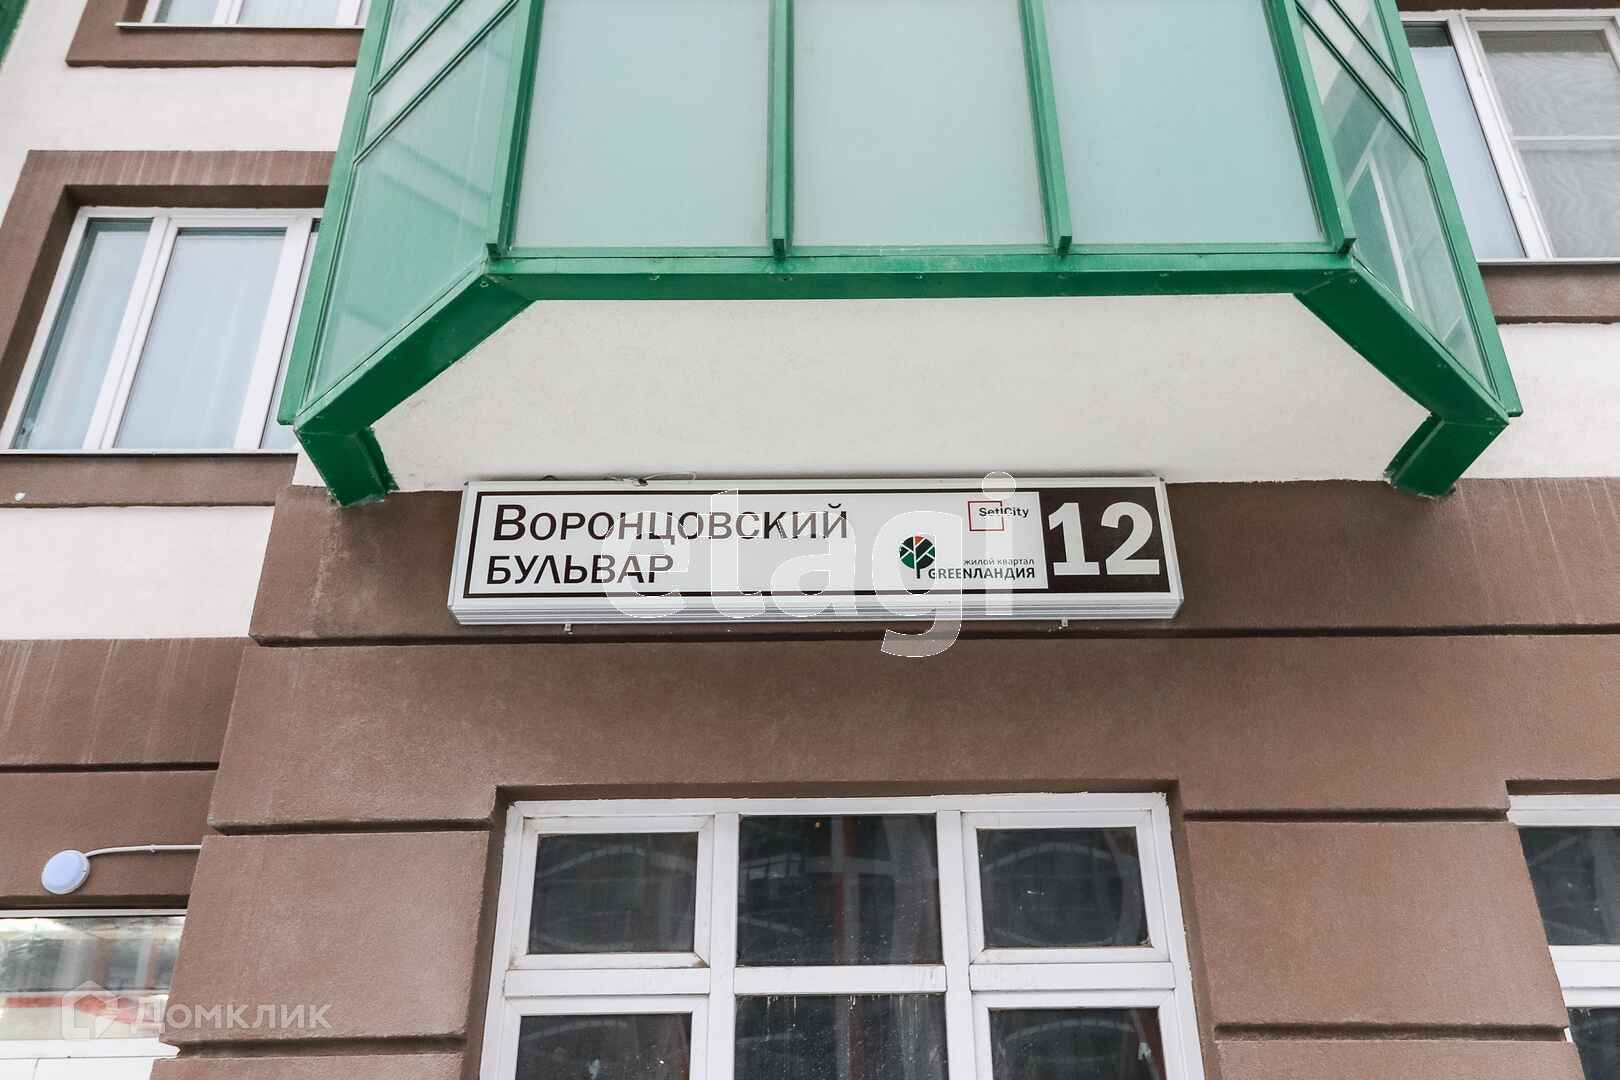 Воронцовский
бульвар
SetlCity
жилой квартал
GREENЛАНДИЯ
12
etagi
Домклик